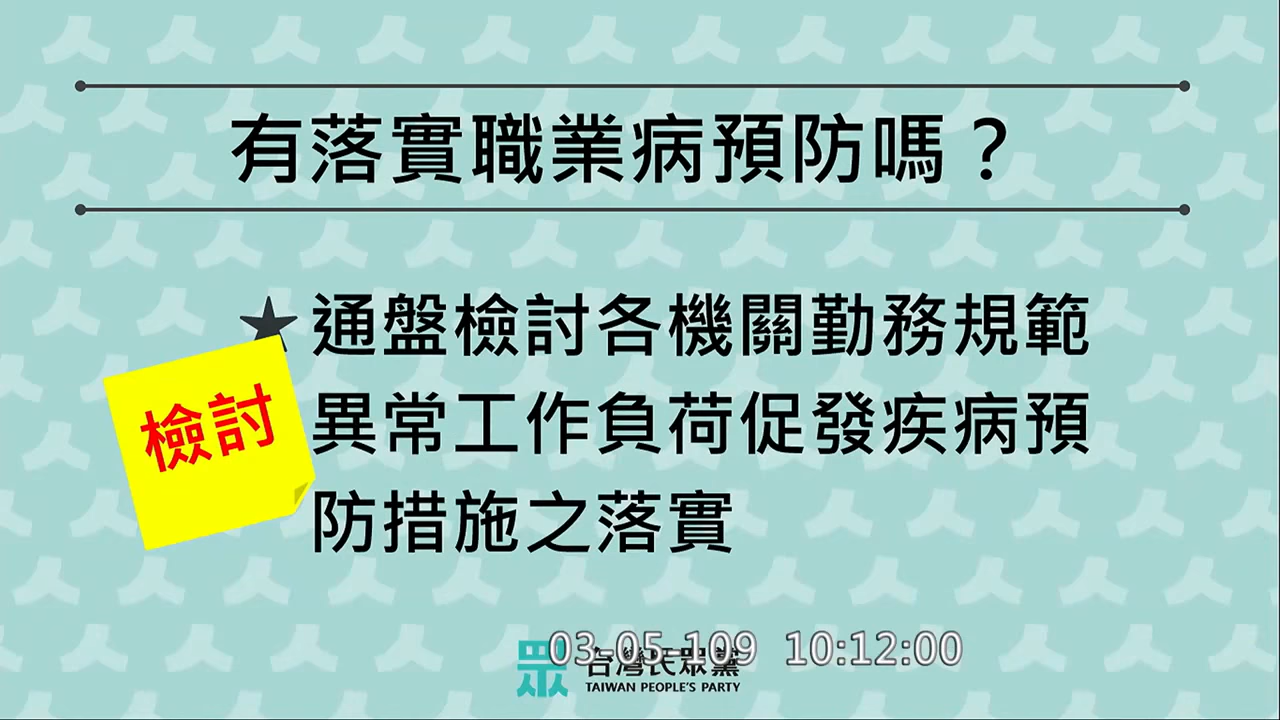 有落實職業病預防嗎？
★通盤檢討各機關勤務規範
檢討
異常工作負荷促發疾病預
防措施之落實
03-05-109 10:12:00
眾 台灣民眾黨
TAIWAN PEOPLE'S PARTY